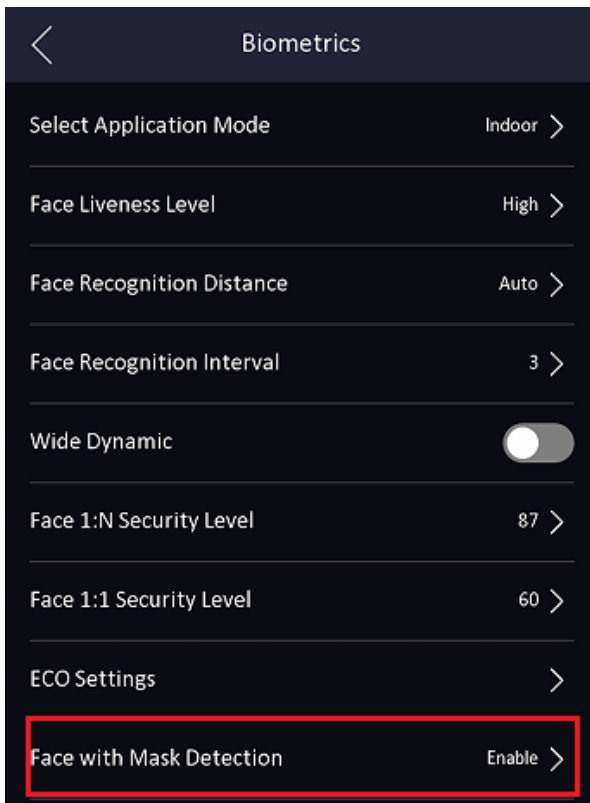 Biometrics
Select Application Mode Indoor
Face Liveness Level High
Face Recognition Distance Auto
Face Recognition Interval 3
Wide Dynamic
Face 1:N Security Level 87
Face 1:1 Security Level 60
ECO Settings
Face with Mask Detection Enable